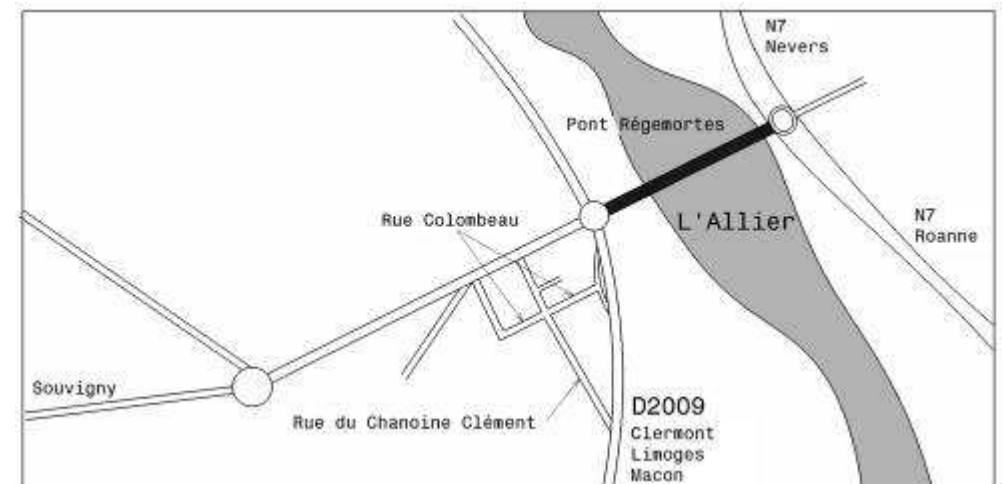 N7
Nevers
Pont Régemortes
Rue Colombeau
L'Allier
N7
Roanne
Souvigny
Rue du Chanoine Clément
D2009
Clermont
Limoges
Macon